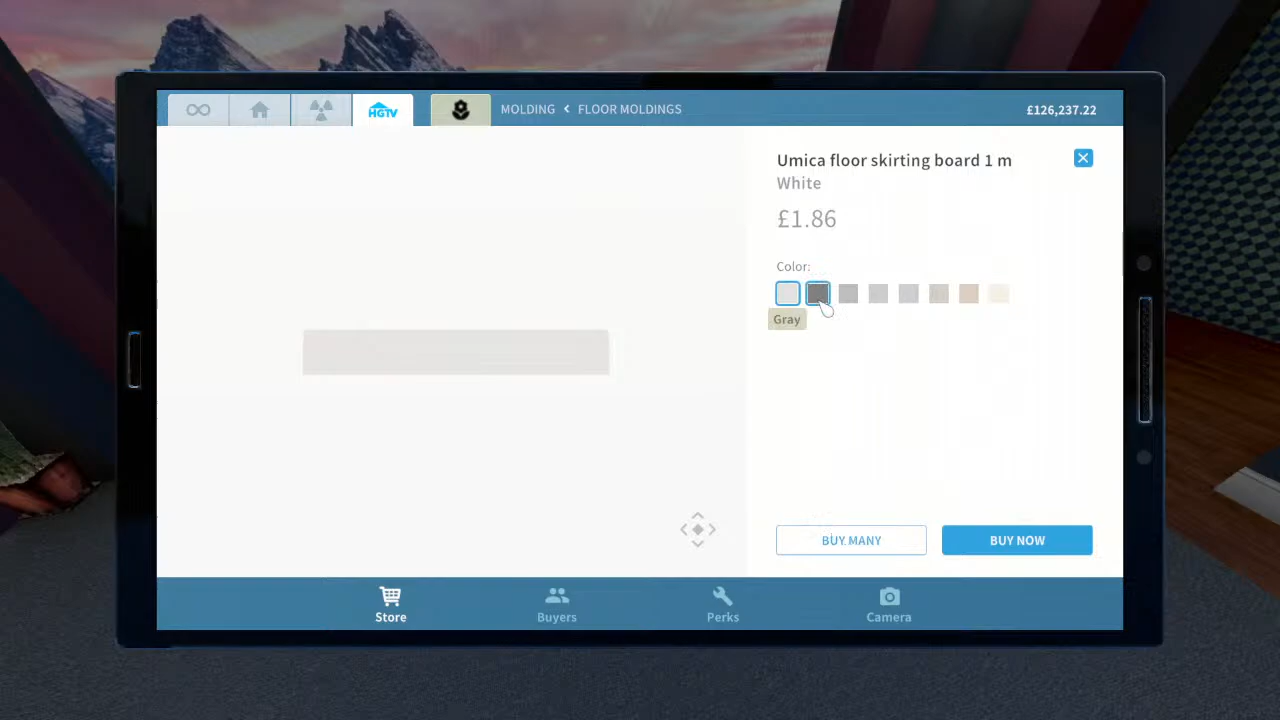 HGTV
MOLDING < FLOOR MOLDINGS
£126,237.22
Umica floor skirting board 1 m
White
£1.86
Color:
Gray
BUY MANY
BUY NOW
Store
Buyers
Perks
Camera